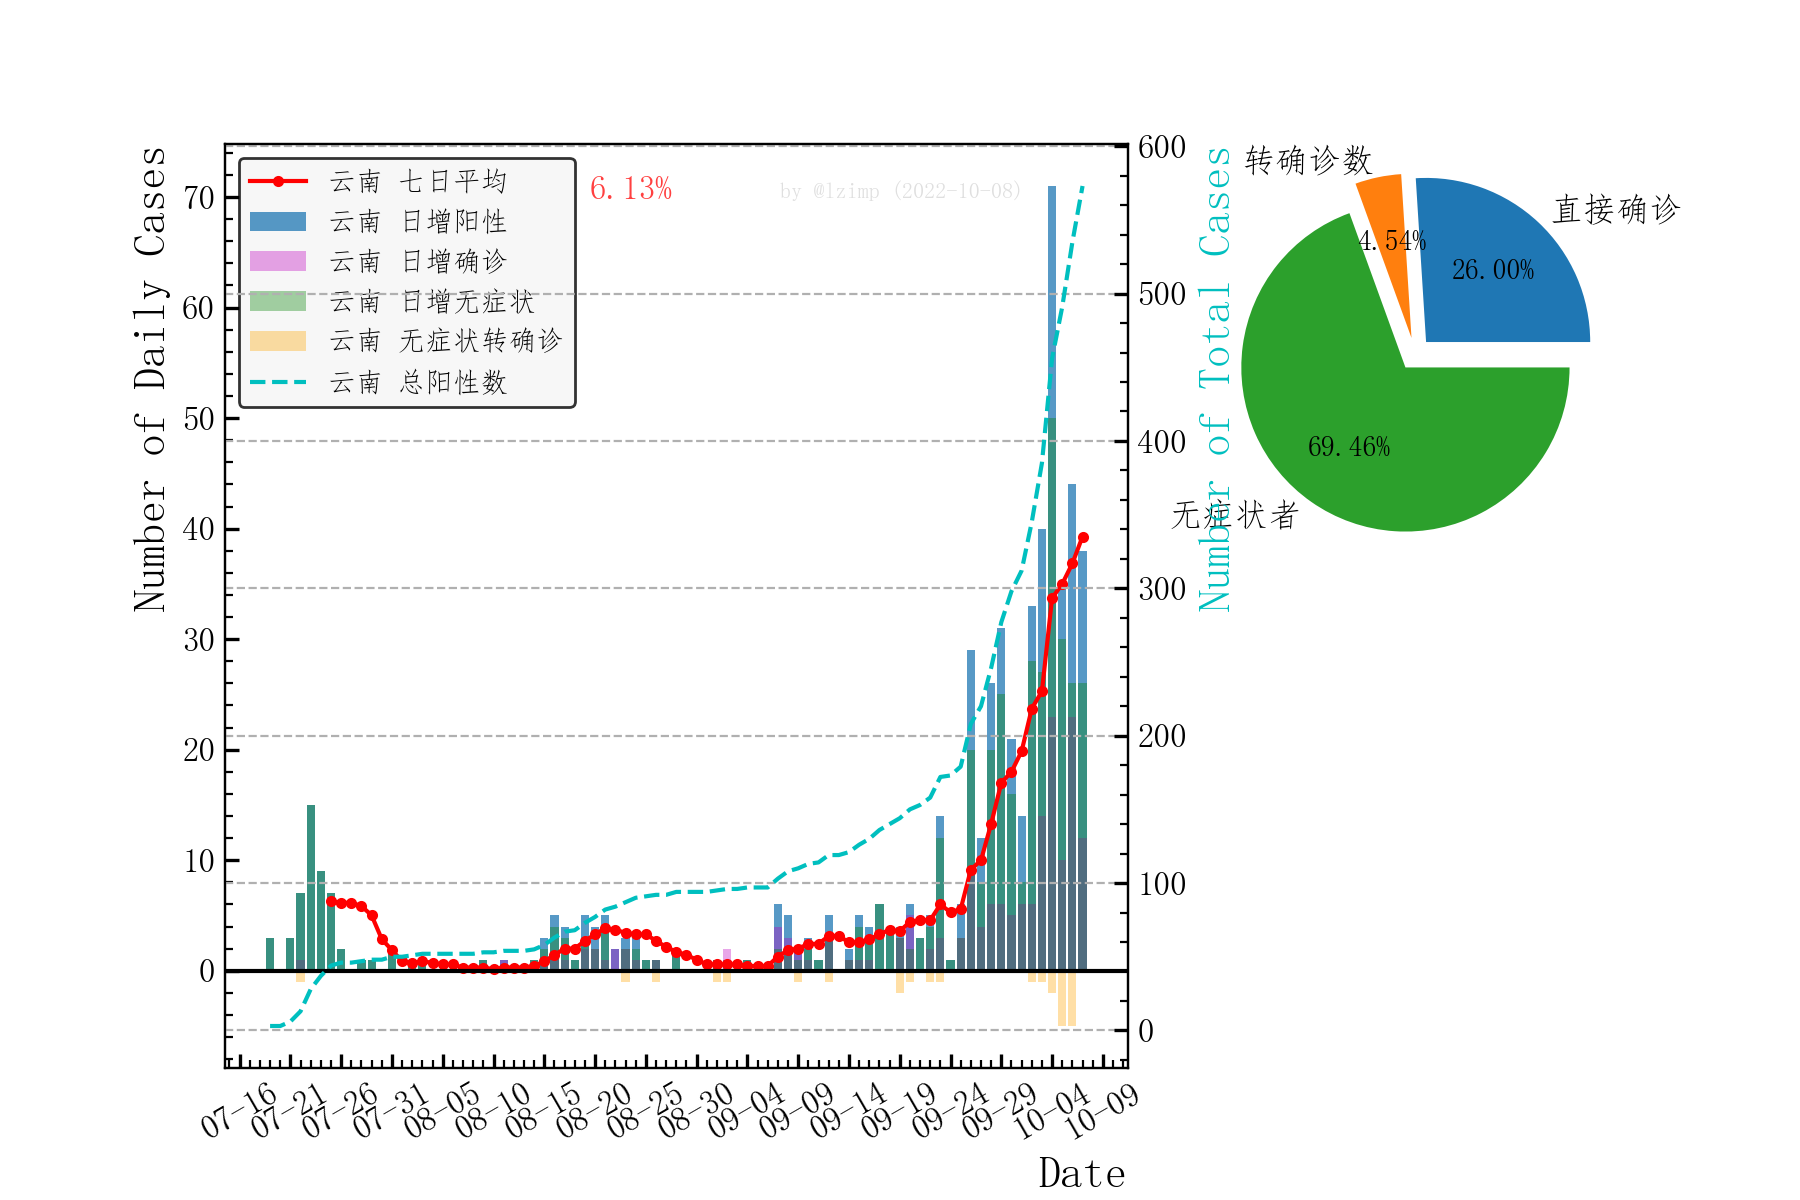 Number of Daily Cases
70
60
50
40
30
20
10
0
云南 七日平均
云南 日增阳性
云南 日增确诊
云南 日增无症状
云南 无症状转确诊
云南 总阳性数
6.13%
by @lzimp (2022-10-08)
07-16
07-21
07-26
07-31
08-05
08-10
08-15
08-20
08-25
08-30
09-04
09-09
09-14
09-19
09-24
09-29
10-04
10-09
Date
600
500
400
300
200
100
0
Number of Total Cases
转确诊数
直接确诊
4.54%
26.00%
69.46%
无症状者